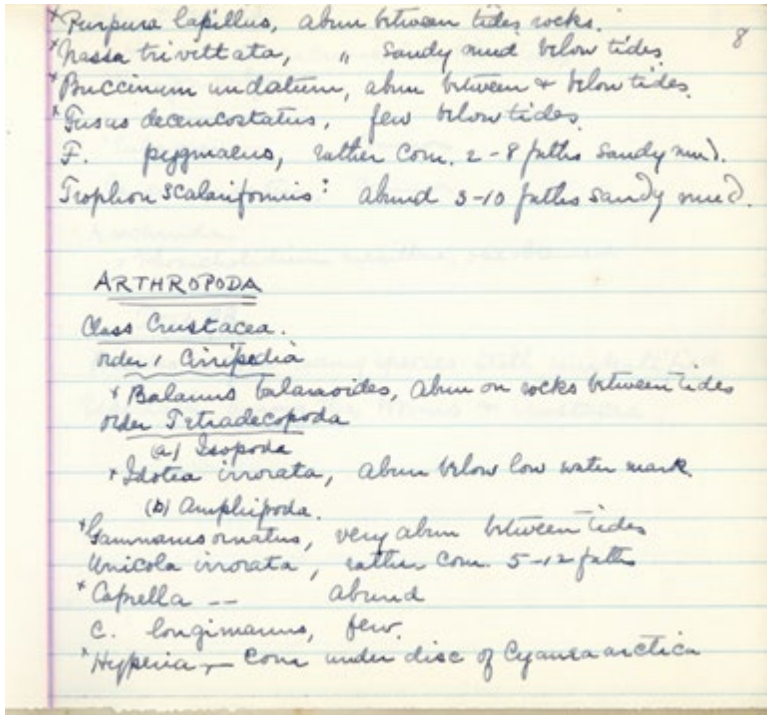 8
× Purpura lapillus, abun between tides rocks.
× Nassa trivittata, " sandy mud below tides
× Buccinum undatum, abun between & below tides.
× Fusus decemcostatus, few below tides.
F. pygmaeus, rather com. 2-8 faths sandy mud.
Trophon scalariformis: abund 3-10 faths sandy mud.
ARTHROPODA
Class Crustacea.
Order 1 Cirripedia
× Balanus balanoides, abun on rocks between tides
Order Tetradecapoda
(a) Isopoda
× Idotea irrorata, abun below low water mark
(b) Amphipoda.
× Gammarus ornatus, very abun between tides
Unicola irrorata, rather com. 5-12 faths
× Caprella -- abund
C. longimanus, few.
× Hyperia -- com under disc of Cyanea arctica